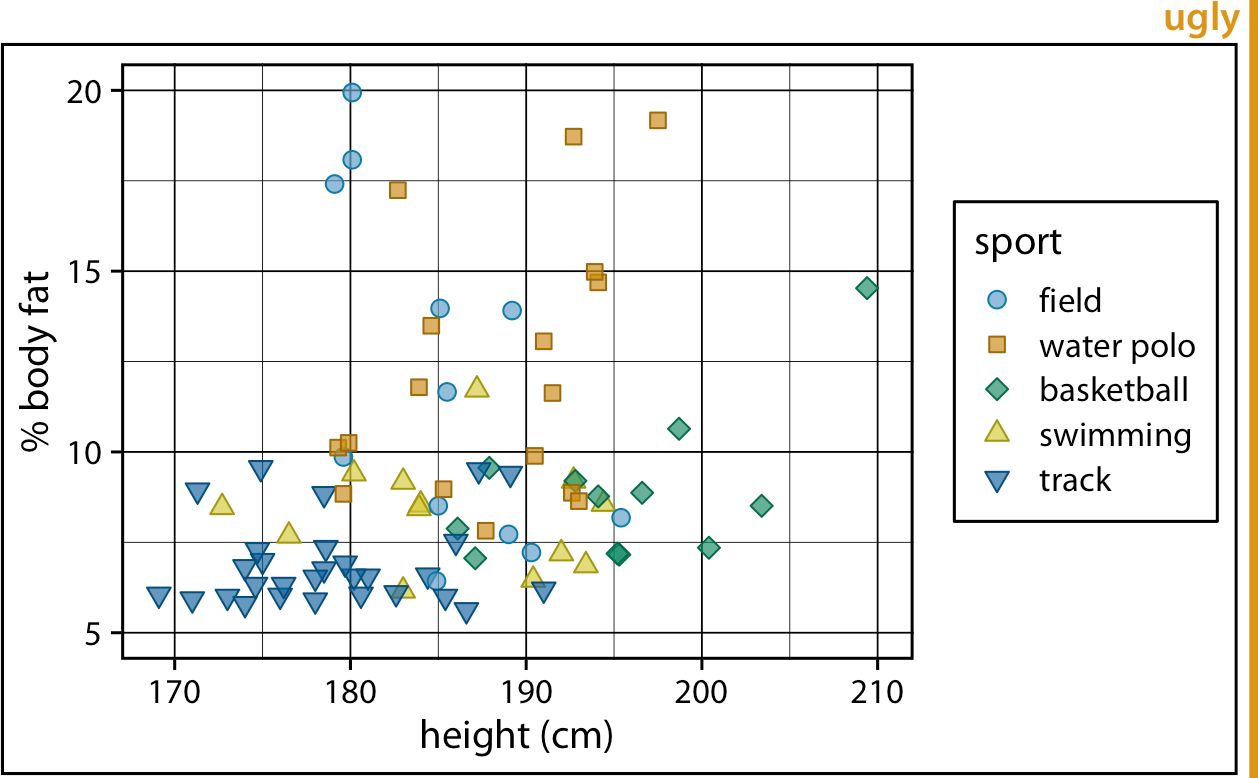 ugly
20
15
10
5
% body fat
170 180 190 200 210
height (cm)
sport
field
water polo
basketball
swimming
track